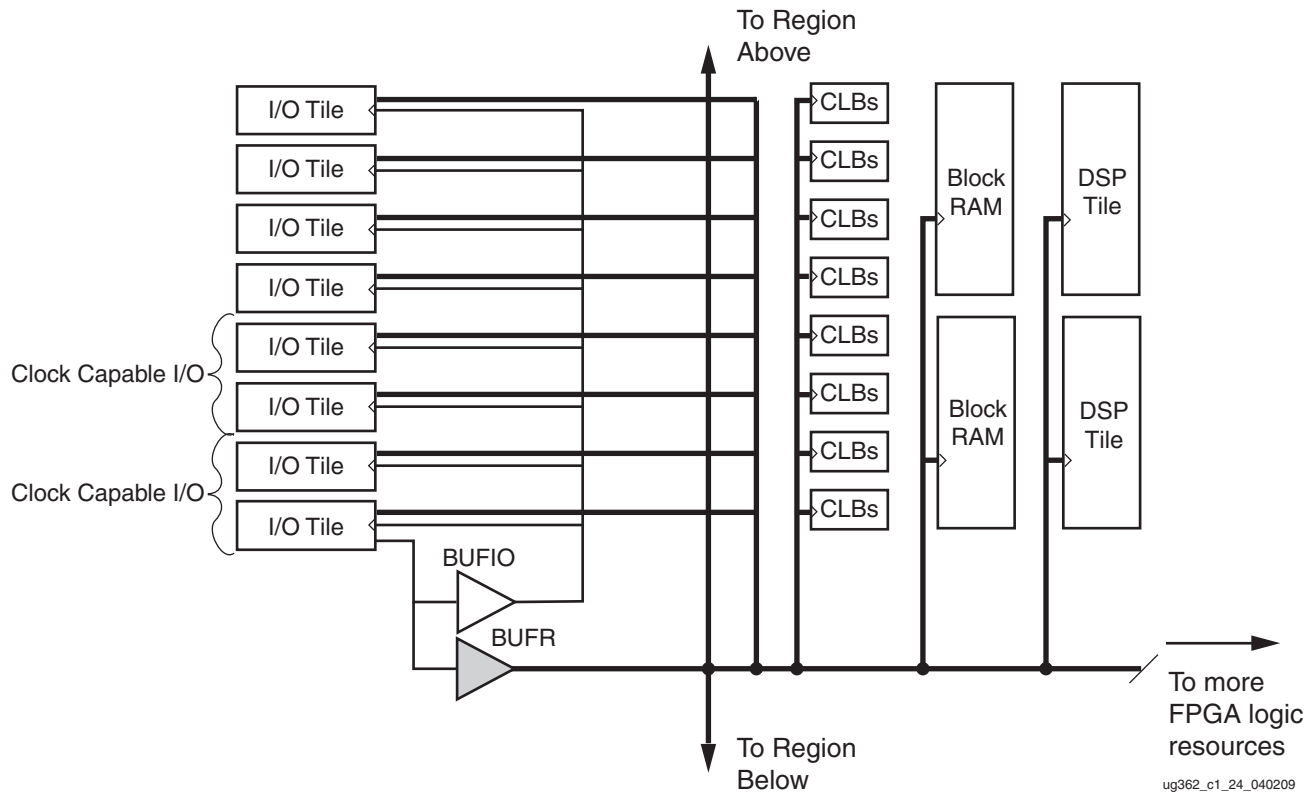 To Region
Above
I/O Tile
I/O Tile
I/O Tile
I/O Tile
I/O Tile
I/O Tile
I/O Tile
I/O Tile
Clock Capable I/O
Clock Capable I/O
CLBs
CLBs
CLBs
CLBs
CLBs
CLBs
CLBs
CLBs
Block
RAM
DSP
Tile
Block
RAM
DSP
Tile
BUFIO
BUFR
To more
FPGA logic
resources
To Region
Below
ug362_c1_24_040209